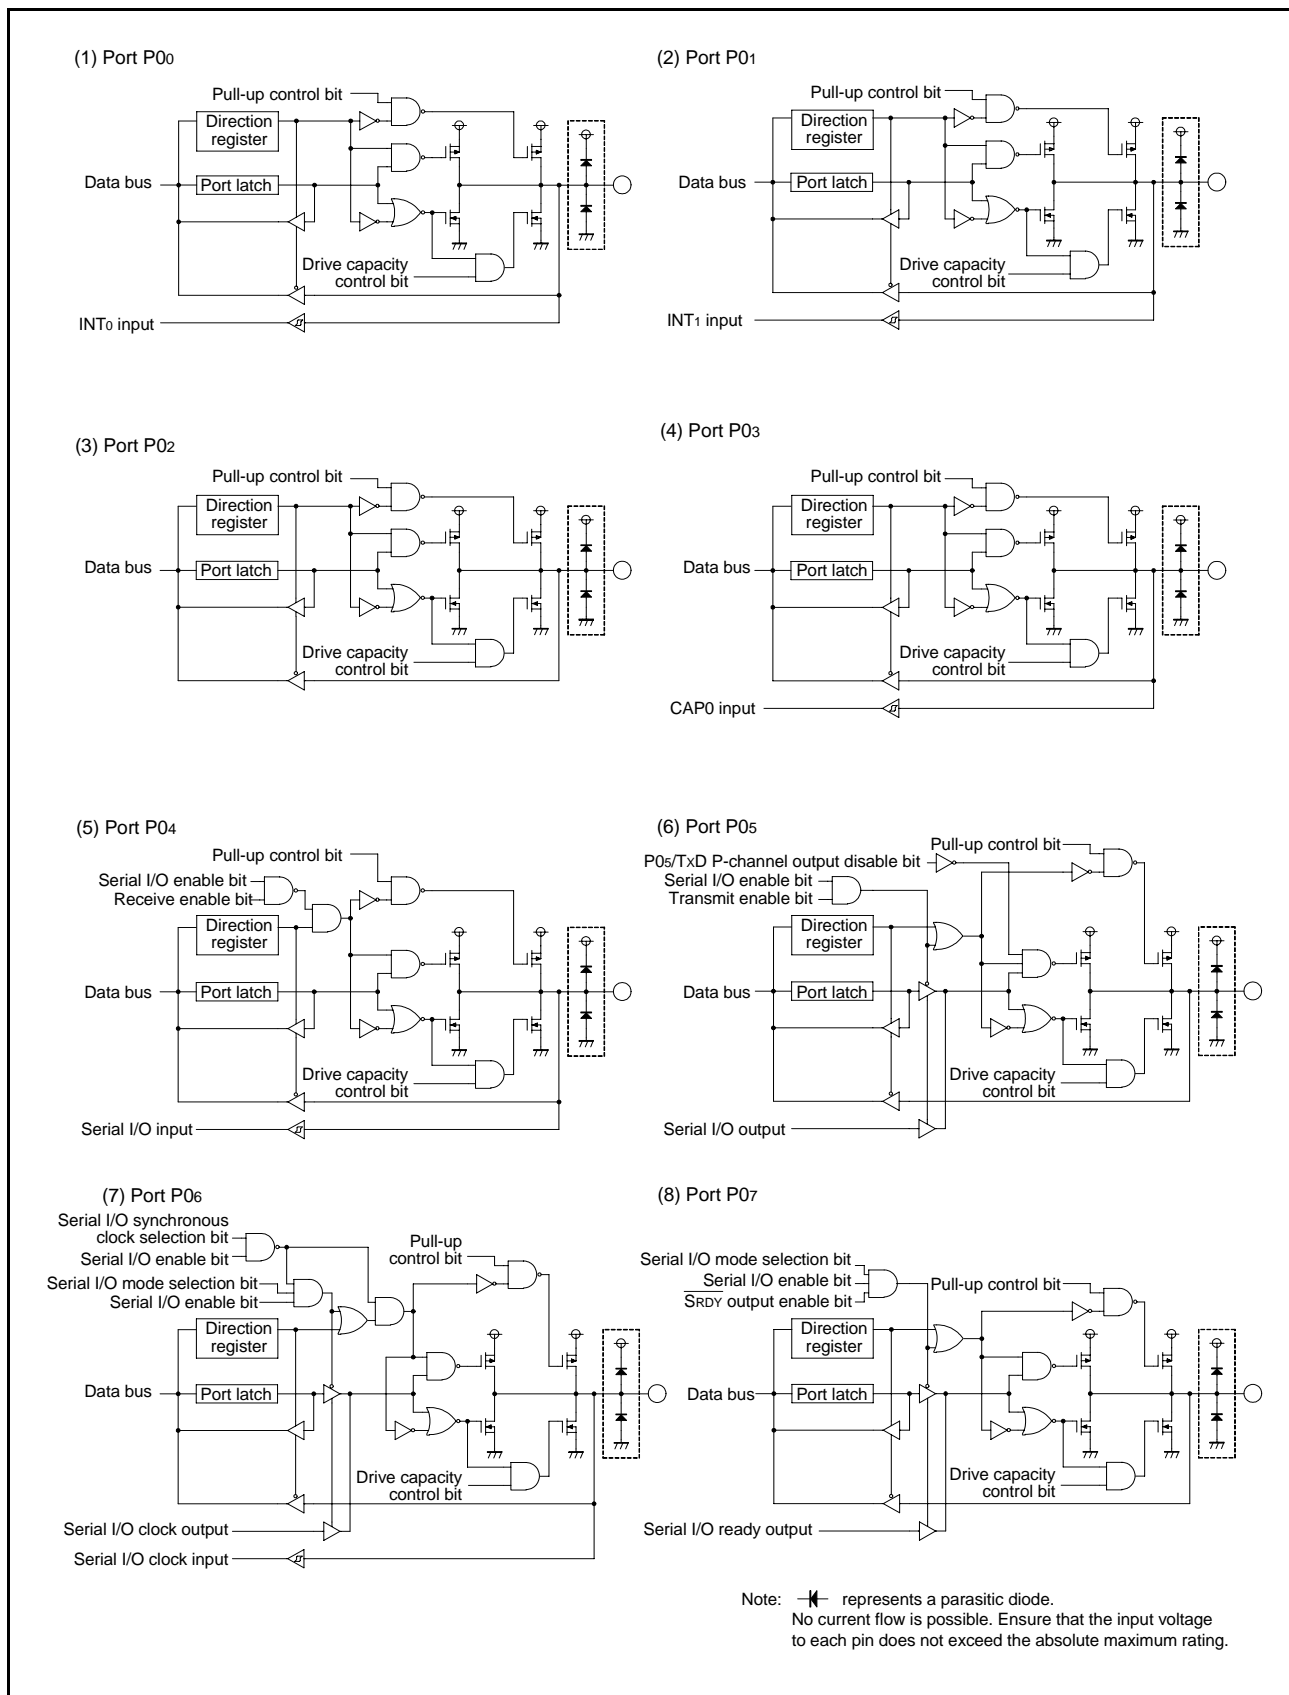 (1) Port P00
Pull-up control bit
Direction
register
Data bus
Port latch
Drive capacity
control bit
INT0 input
(2) Port P01
Pull-up control bit
Direction
register
Data bus
Port latch
Drive capacity
control bit
INT1 input
(3) Port P02
Pull-up control bit
Direction
register
Data bus
Port latch
Drive capacity
control bit
(4) Port P03
Pull-up control bit
Direction
register
Data bus
Port latch
Drive capacity
control bit
CAP0 input
(5) Port P04
Pull-up control bit
Serial I/O enable bit
Receive enable bit
Direction
register
Data bus
Port latch
Drive capacity
control bit
Serial I/O input
(6) Port P05
Pull-up control bit
P05/TxD P-channel output disable bit
Serial I/O enable bit
Transmit enable bit
Direction
register
Data bus
Port latch
Drive capacity
control bit
Serial I/O output
(7) Port P06
Serial I/O synchronous
clock selection bit
Serial I/O enable bit
Pull-up
control bit
Serial I/O mode selection bit
Serial I/O enable bit
Direction
register
Data bus
Port latch
Drive capacity
control bit
Serial I/O clock output
Serial I/O clock input
(8) Port P07
Serial I/O mode selection bit
Serial I/O enable bit
SRDY output enable bit
Pull-up control bit
Direction
register
Data bus
Port latch
Drive capacity
control bit
Serial I/O ready output
Note: represents a parasitic diode.
No current flow is possible. Ensure that the input voltage
to each pin does not exceed the absolute maximum rating.